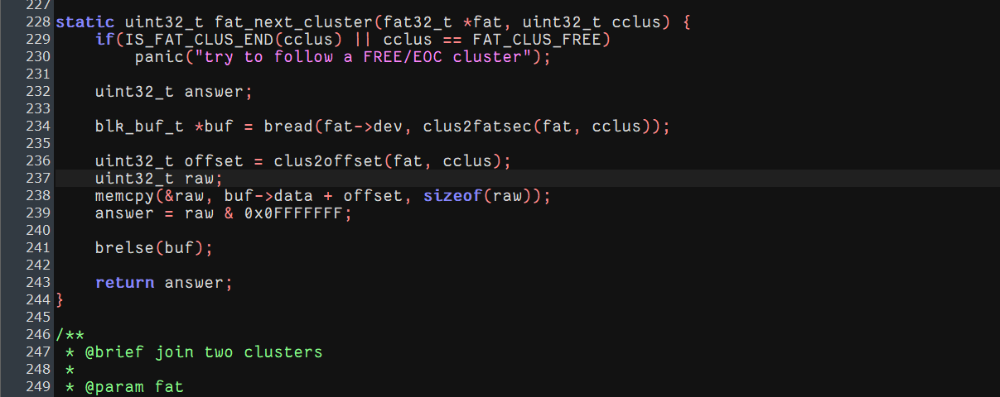 227
228 static uint32_t fat_next_cluster(fat32_t *fat, uint32_t cclus) {
229     if(IS_FAT_CLUS_END(cclus) || cclus == FAT_CLUS_FREE)
230         panic("try to follow a FREE/EOC cluster");
231
232     uint32_t answer;
233
234     blk_buf_t *buf = bread(fat->dev, clus2fatsec(fat, cclus));
235
236     uint32_t offset = clus2offset(fat, cclus);
237     uint32_t raw;
238     memcpy(&raw, buf->data + offset, sizeof(raw));
239     answer = raw & 0x0FFFFFFF;
240
241     brelse(buf);
242
243     return answer;
244 }
245
246 /**
247  * @brief join two clusters
248  *
249  * @param fat